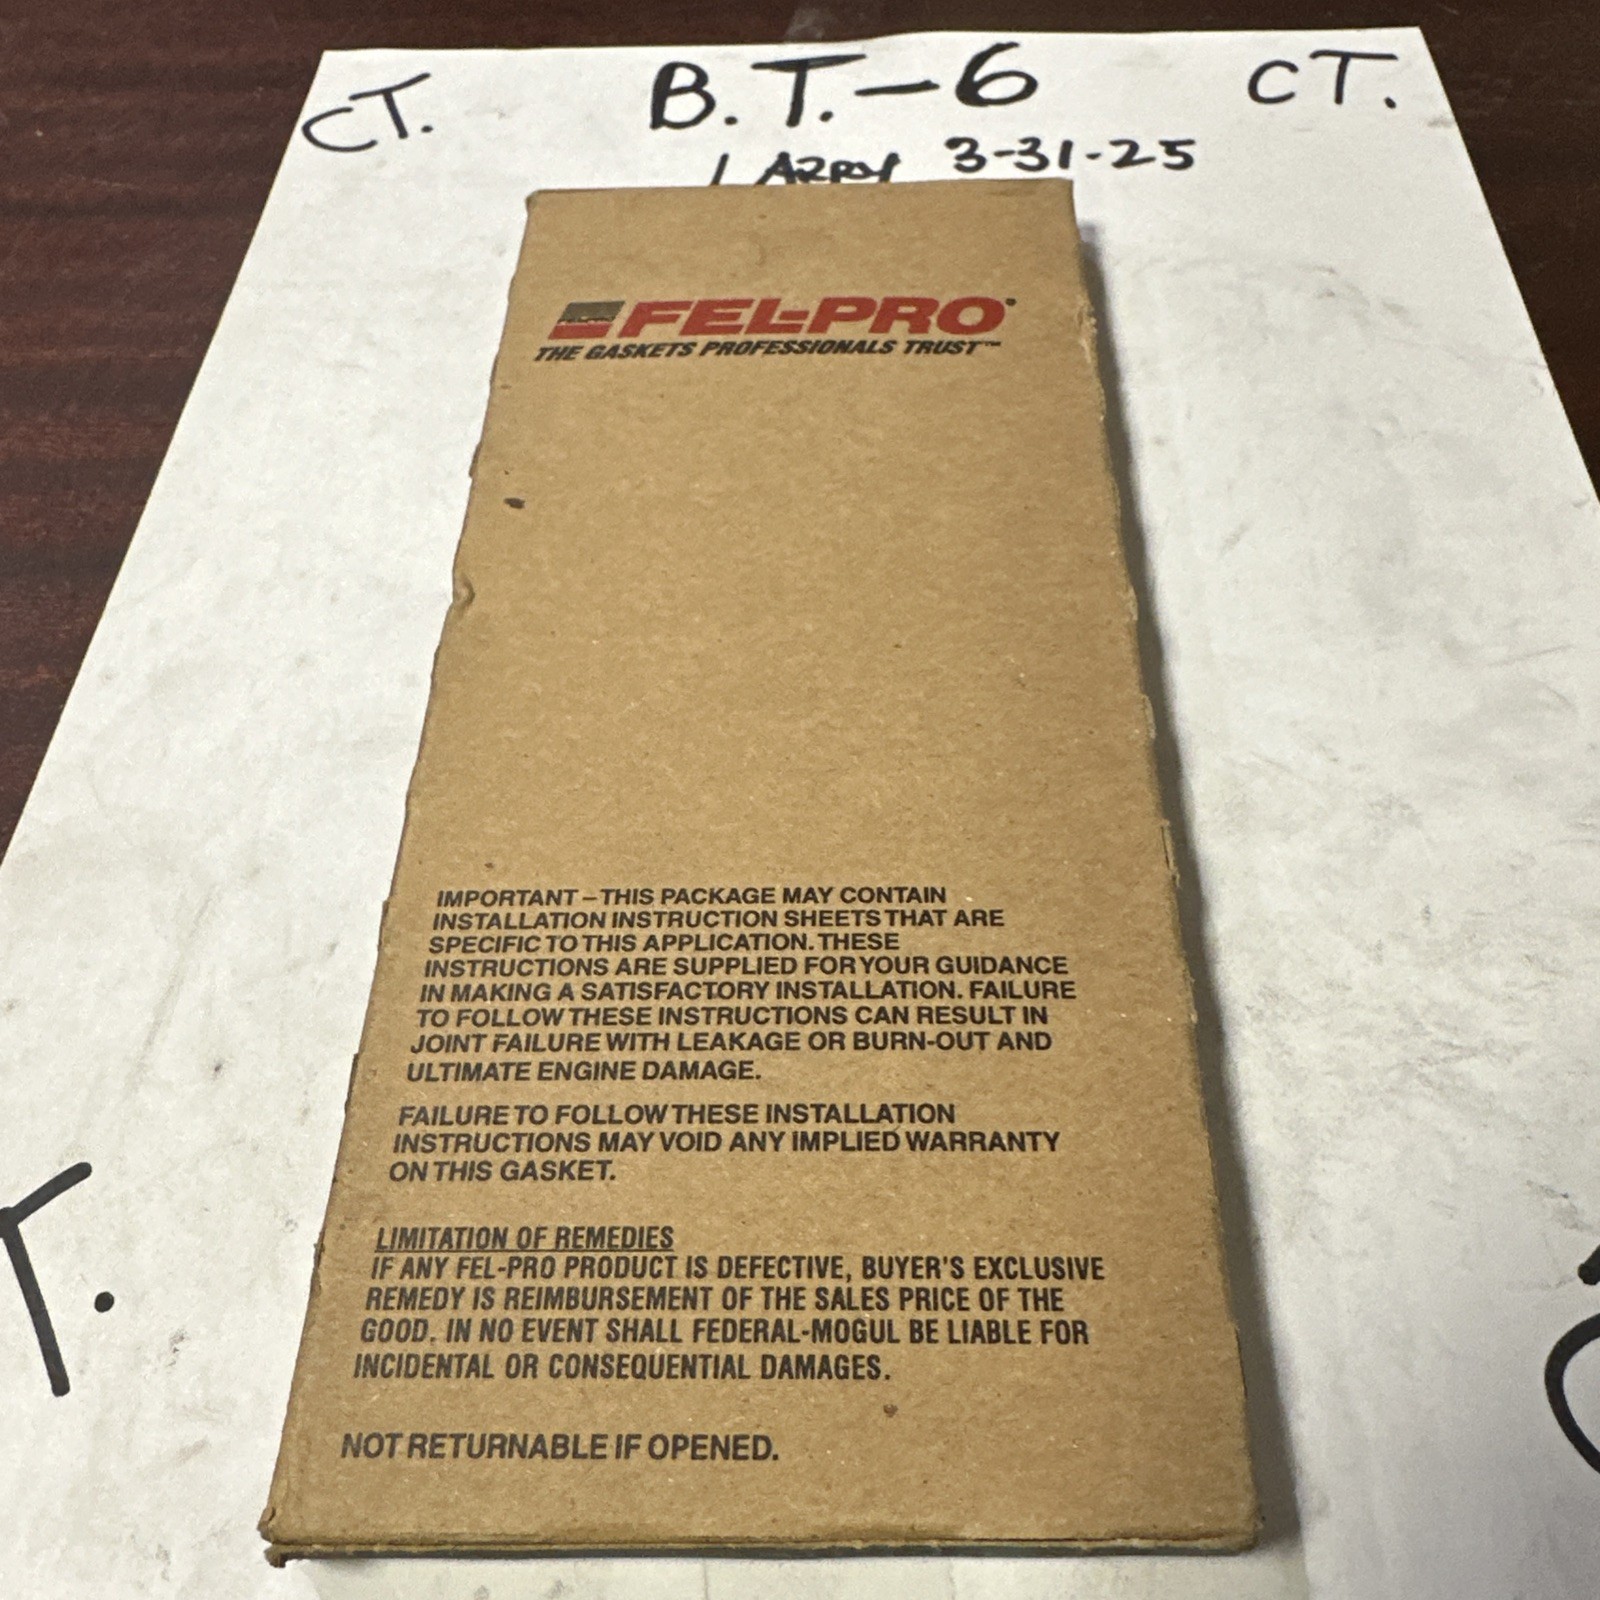 CT. B.T.-6 CT.
LARRY 3-31-25
FEL-PRO®
THE GASKETS PROFESSIONALS TRUST™
IMPORTANT – THIS PACKAGE MAY CONTAIN
INSTALLATION INSTRUCTION SHEETS THAT ARE
SPECIFIC TO THIS APPLICATION. THESE
INSTRUCTIONS ARE SUPPLIED FOR YOUR GUIDANCE
IN MAKING A SATISFACTORY INSTALLATION. FAILURE
TO FOLLOW THESE INSTRUCTIONS CAN RESULT IN
JOINT FAILURE WITH LEAKAGE OR BURN-OUT AND
ULTIMATE ENGINE DAMAGE.
FAILURE TO FOLLOW THESE INSTALLATION
INSTRUCTIONS MAY VOID ANY IMPLIED WARRANTY
ON THIS GASKET.
T.
LIMITATION OF REMEDIES
IF ANY FEL-PRO PRODUCT IS DEFECTIVE, BUYER'S EXCLUSIVE
REMEDY IS REIMBURSEMENT OF THE SALES PRICE OF THE
GOOD. IN NO EVENT SHALL FEDERAL-MOGUL BE LIABLE FOR
INCIDENTAL OR CONSEQUENTIAL DAMAGES.
NOT RETURNABLE IF OPENED.